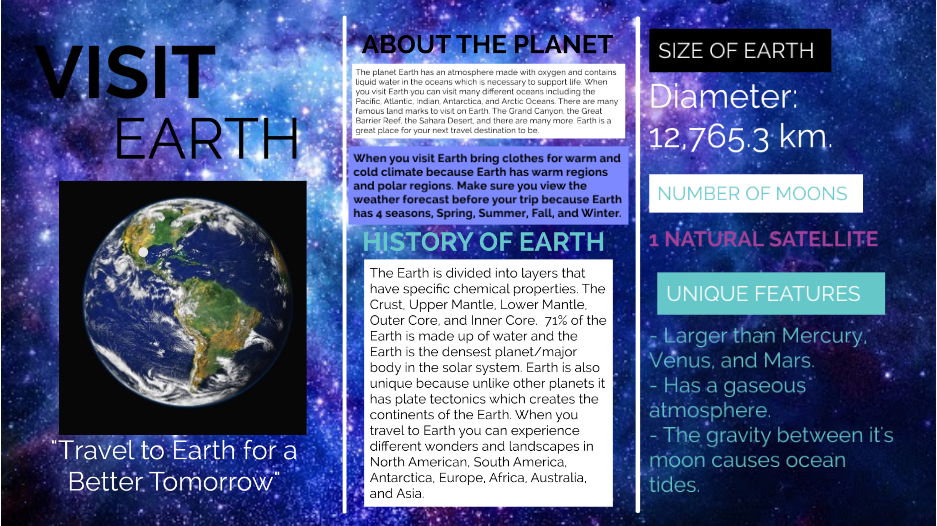 VISIT
EARTH
"Travel to Earth for a
Better Tomorrow"
ABOUT THE PLANET
The planet Earth has an atmosphere made with oxygen and contains
liquid water in the oceans which is necessary to support life. When
you visit Earth you can visit many different oceans including the
Pacific, Atlantic, Indian, Antarctica, and Arctic Oceans. There are many
famous land marks to visit on Earth. The Grand Canyon, the Great
Barrier Reef, the Sahara Desert, and there are many more. Earth is a
great place for your next travel destination to be.
When you visit Earth bring clothes for warm and
cold climate because Earth has warm regions
and polar regions. Make sure you view the
weather forecast before your trip because Earth
has 4 seasons, Spring, Summer, Fall, and Winter.
HISTORY OF EARTH
The Earth is divided into layers that
have specific chemical properties. The
Crust, Upper Mantle, Lower Mantle,
Outer Core, and Inner Core. 71% of the
Earth is made up of water and the
Earth is the densest planet/major
body in the solar system. Earth is also
unique because unlike other planets it
has plate tectonics which creates the
continents of the Earth. When you
travel to Earth you can experience
different wonders and landscapes in
North American, South America,
Antarctica, Europe, Africa, Australia,
and Asia.
SIZE OF EARTH
Diameter:
12,765.3 km.
NUMBER OF MOONS
1 NATURAL SATELLITE
UNIQUE FEATURES
- Larger than Mercury,
Venus, and Mars.
- Has a gaseous
atmosphere.
- The gravity between it's
moon causes ocean
tides.